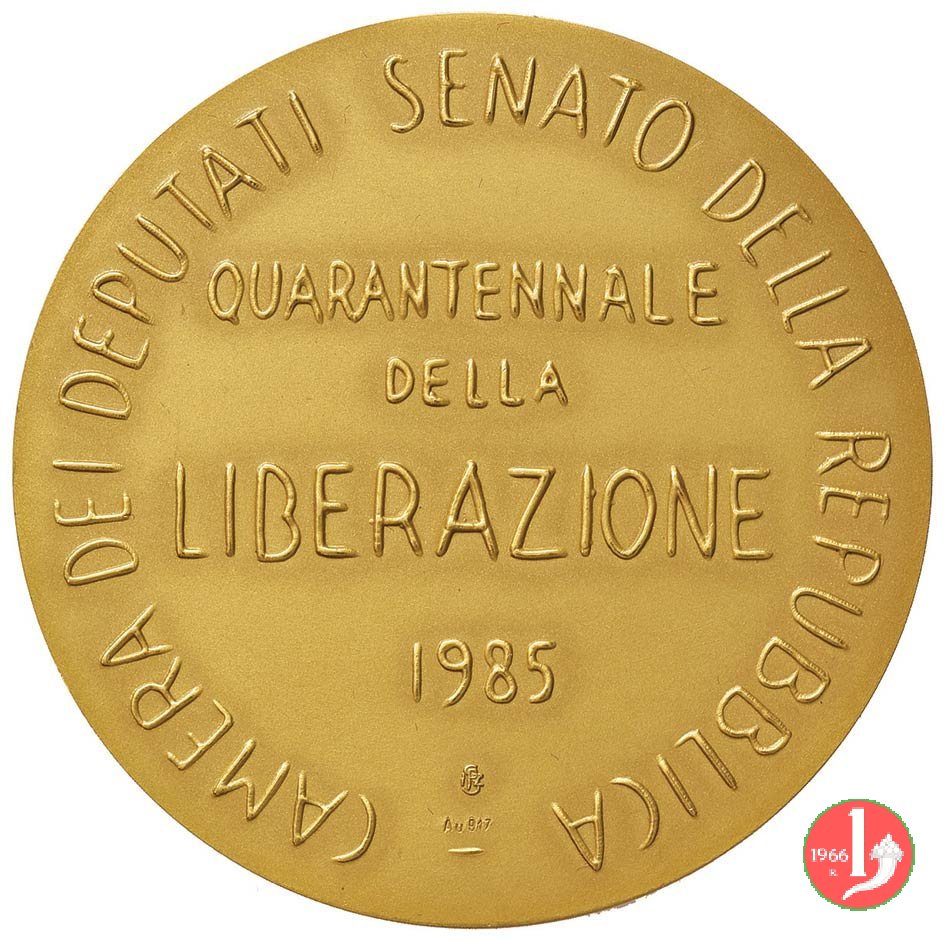 CAMERA DEI DEPUTATI SENATO DELLA REPUBBLICA
QUARANTENNALE
DELLA
LIBERAZIONE
1985
Au 917
1966
R